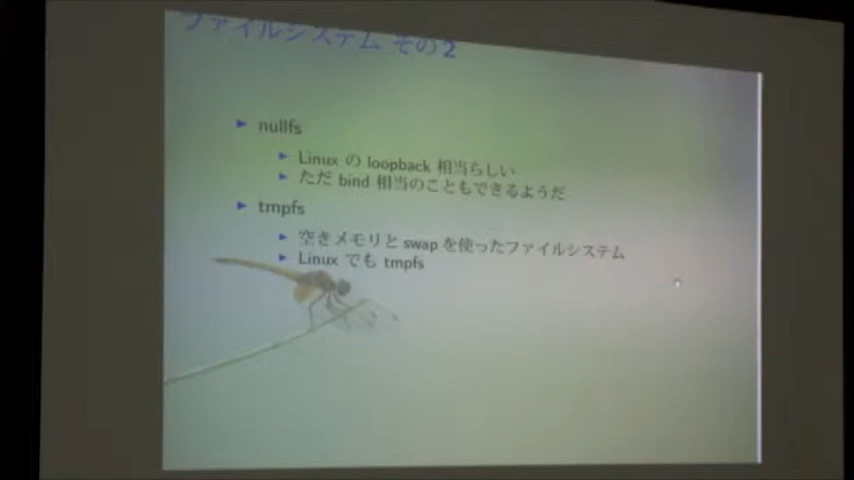 ファイルシステム その2
nullfs
Linux の loopback 相当らしい
ただ bind 相当のこともできるようだ
tmpfs
空きメモリと swap を使ったファイルシステム
Linux でも tmpfs